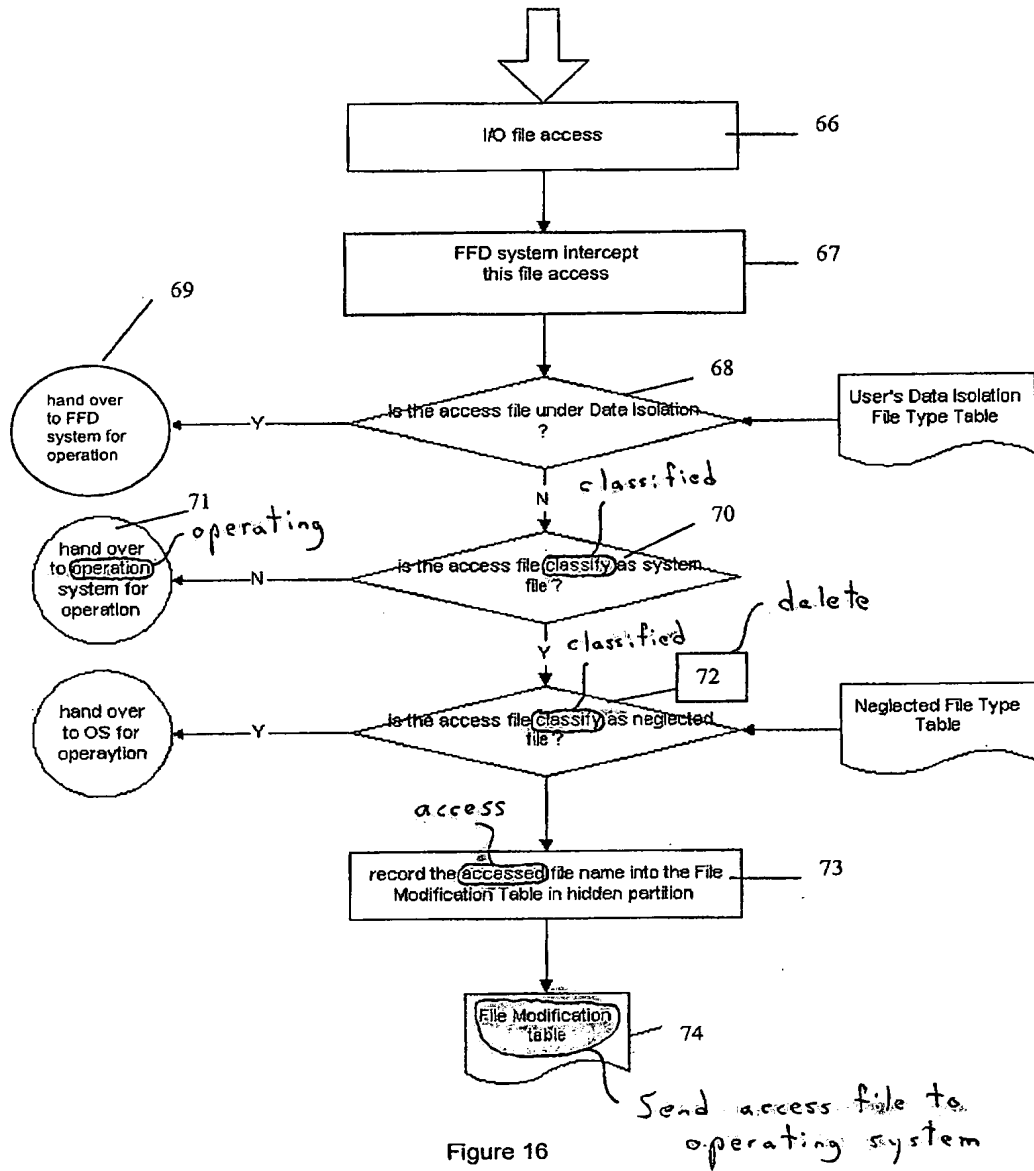 I/O file access
66
FFD system intercept
this file access
67
69
68
hand over
to FFD
system for
operation
Y
is the access file under Data Isolation
?
User's Data Isolation
File Type Table
N
classified
71
operating
70
hand over
to operation
system for
operation
N
is the access file classify as system
file ?
delete
Y
classified
72
hand over
to OS for
operaytion
Y
is the access file classify as neglected
file ?
Neglected File Type
Table
access
record the accessed file name into the File
Modification Table in hidden partition
73
File Modification
table
74
Send access file to
operating system
Figure 16